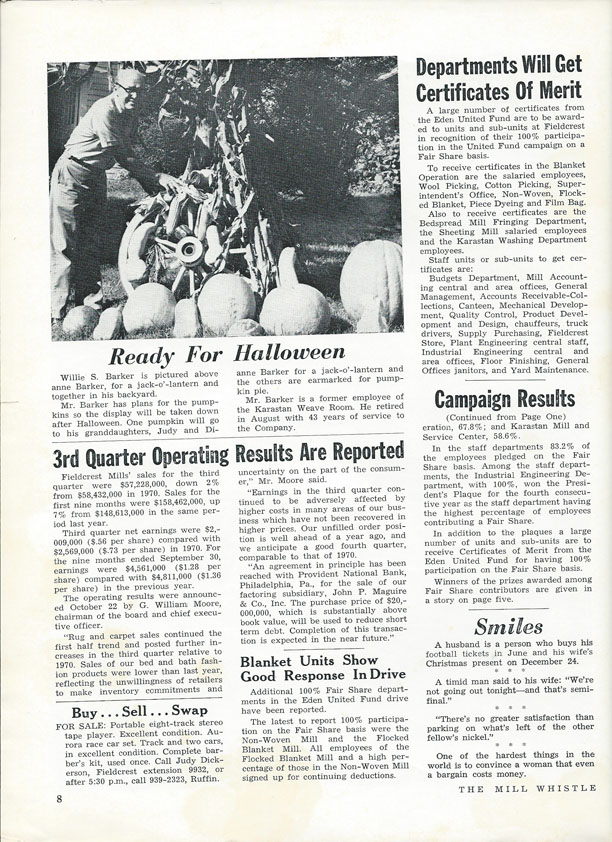 Ready For Halloween
Willie S. Barker is pictured above
anne Barker, for a jack-o'-lantern and
together in his backyard.
Mr. Barker has plans for the pump-
kins so the display will be taken down
after Halloween. One pumpkin will go
to his granddaughters, Judy and Di-
anne Barker for a jack-o'-lantern and
the others are earmarked for pump-
kin pie.
Mr. Barker is a former employee of
the Karastan Weave Room. He retired
in August with 43 years of service to
the Company.
3rd Quarter Operating Results Are Reported
Fieldcrest Mills' sales for the third
quarter were $57,228,000, down 2%
from $58,432,000 in 1970. Sales for the
first nine months were $158,462,000, up
7% from $148,613,000 in the same per-
iod last year.
Third quarter net earnings were $2,-
009,000 ($.56 per share) compared with
$2,569,000 ($.73 per share) in 1970. For
the nine months ended September 30,
earnings were $4,561,000 ($1.28 per
share) compared with $4,811,000 ($1.36
per share) in the previous year.
The operating results were announc-
ed October 22 by G. William Moore,
chairman of the board and chief execu-
tive officer.
"Rug and carpet sales continued the
first half trend and posted further in-
creases in the third quarter relative to
1970. Sales of our bed and bath fash-
ion products were lower than last year,
reflecting the unwillingness of retailers
to make inventory commitments and
uncertainty on the part of the consum-
er," Mr. Moore said.
"Earnings in the third quarter con-
tinued to be adversely affected by
higher costs in many areas of our bus-
iness which have not been recovered in
higher prices. Our unfilled order posi-
tion is well ahead of a year ago, and
we anticipate a good fourth quarter,
comparable to that of 1970.
"An agreement in principle has been
reached with Provident National Bank,
Philadelphia, Pa., for the sale of our
factoring subsidiary, John P. Maguire
& Co., Inc. The purchase price of $20,-
000,000, which is substantially above
book value, will be used to reduce short
term debt. Completion of this transac-
tion is expected in the near future."
Buy . . . Sell . . . Swap
FOR SALE: Portable eight-track stereo
tape player. Excellent condition. Au-
rora race car set. Track and two cars,
in excellent condition. Complete bar-
ber's kit, used once. Call Judy Dick-
erson, Fieldcrest extension 9932, or
after 5:30 p.m., call 939-2323, Ruffin.
Blanket Units Show
Good Response In Drive
Additional 100% Fair Share depart-
ments in the Eden United Fund drive
have been reported.
The latest to report 100% participa-
tion on the Fair Share basis were the
Non-Woven Mill and the Flocked
Blanket Mill. All employees of the
Flocked Blanket Mill and a high per-
centage of those in the Non-Woven Mill
signed up for continuing deductions.
Departments Will Get
Certificates Of Merit
A large number of certificates from
the Eden United Fund are to be award-
ed to units and sub-units at Fieldcrest
in recognition of their 100% participa-
tion in the United Fund campaign on a
Fair Share basis.
To receive certificates in the Blanket
Operation are the salaried employees,
Wool Picking, Cotton Picking, Super-
intendent's Office, Non-Woven, Flock-
ed Blanket, Piece Dyeing and Film Bag.
Also to receive certificates are the
Bedspread Mill Fringing Department,
the Sheeting Mill salaried employees
and the Karastan Washing Department
employees.
Staff units or sub-units to get cer-
tificates are:
Budgets Department, Mill Account-
ing central and area offices, General
Management, Accounts Receivable-Col-
lections, Canteen, Mechanical Develop-
ment, Quality Control, Product Devel-
opment and Design, chauffeurs, truck
drivers, Supply Purchasing, Fieldcrest
Store, Plant Engineering central staff,
Industrial Engineering central and
area offices, Floor Finishing, General
Offices janitors, and Yard Maintenance.
Campaign Results
(Continued from Page One)
eration, 67.8%; and Karastan Mill and
Service Center, 58.6%.
In the staff departments 83.2% of
the employees pledged on the Fair
Share basis. Among the staff depart-
ments, the Industrial Engineering De-
partment, with 100%, won the Presi-
dent's Plaque for the fourth consecu-
tive year as the staff department having
the highest percentage of employees
contributing a Fair Share.
In addition to the plaques a large
number of units and sub-units are to
receive Certificates of Merit from the
Eden United Fund for having 100%
participation on the Fair Share basis.
Winners of the prizes awarded among
Fair Share contributors are given in
a story on page five.
Smiles
A husband is a person who buys his
football tickets in June and his wife's
Christmas present on December 24.
* * *
A timid man said to his wife: "We're
not going out tonight—and that's semi-
final."
* * *
"There's no greater satisfaction than
parking on what's left of the other
fellow's nickel."
* * *
One of the hardest things in the
world is to convince a woman that even
a bargain costs money.
8
THE MILL WHISTLE